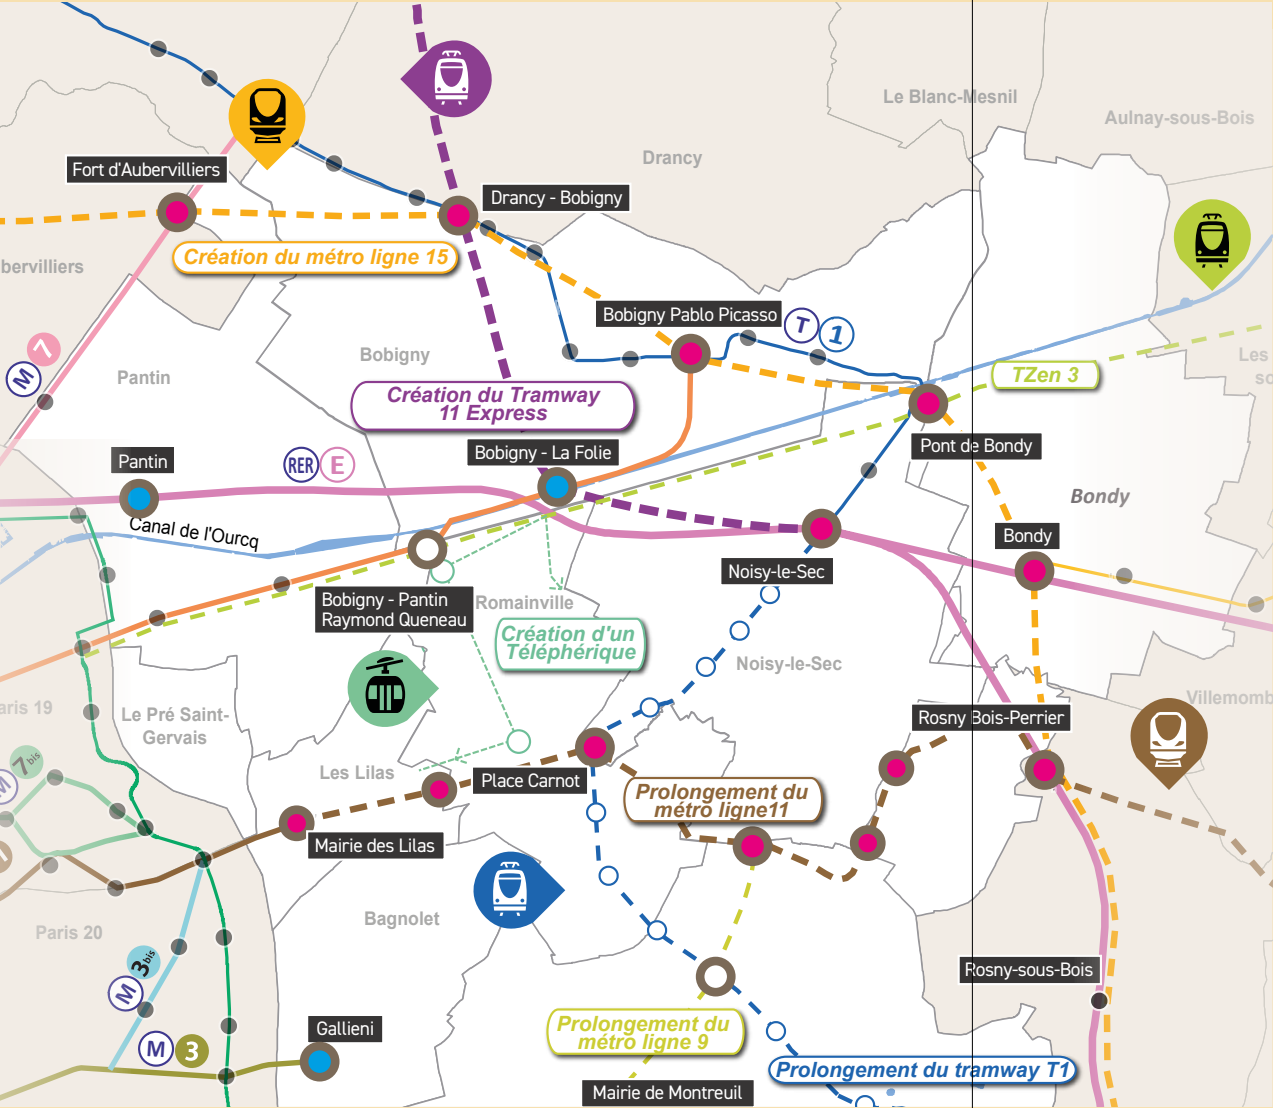 Le Blanc-Mesnil
Aulnay-sous-Bois
Drancy
Fort d'Aubervilliers
Drancy - Bobigny
Création du métro ligne 15
bervilliers
Bobigny Pablo Picasso
T 1
M 7
Pantin
Bobigny
Les
so
TZen 3
Création du Tramway
11 Express
Pont de Bondy
Pantin
RER E
Bobigny - La Folie
Bondy
Canal de l'Ourcq
Bondy
Noisy-le-Sec
Bobigny - Pantin
Raymond Queneau
Romainville
Création d'un
Téléphérique
Noisy-le-Sec
aris 19
Le Pré Saint-
Gervais
Villemomb
Rosny Bois-Perrier
M 7bis
Les Lilas
Place Carnot
Prolongement du
métro ligne11
Mairie des Lilas
Bagnolet
Paris 20
M 3bis
Rosny-sous-Bois
Gallieni
M 3
Prolongement du
métro ligne 9
Prolongement du tramway T1
Mairie de Montreuil